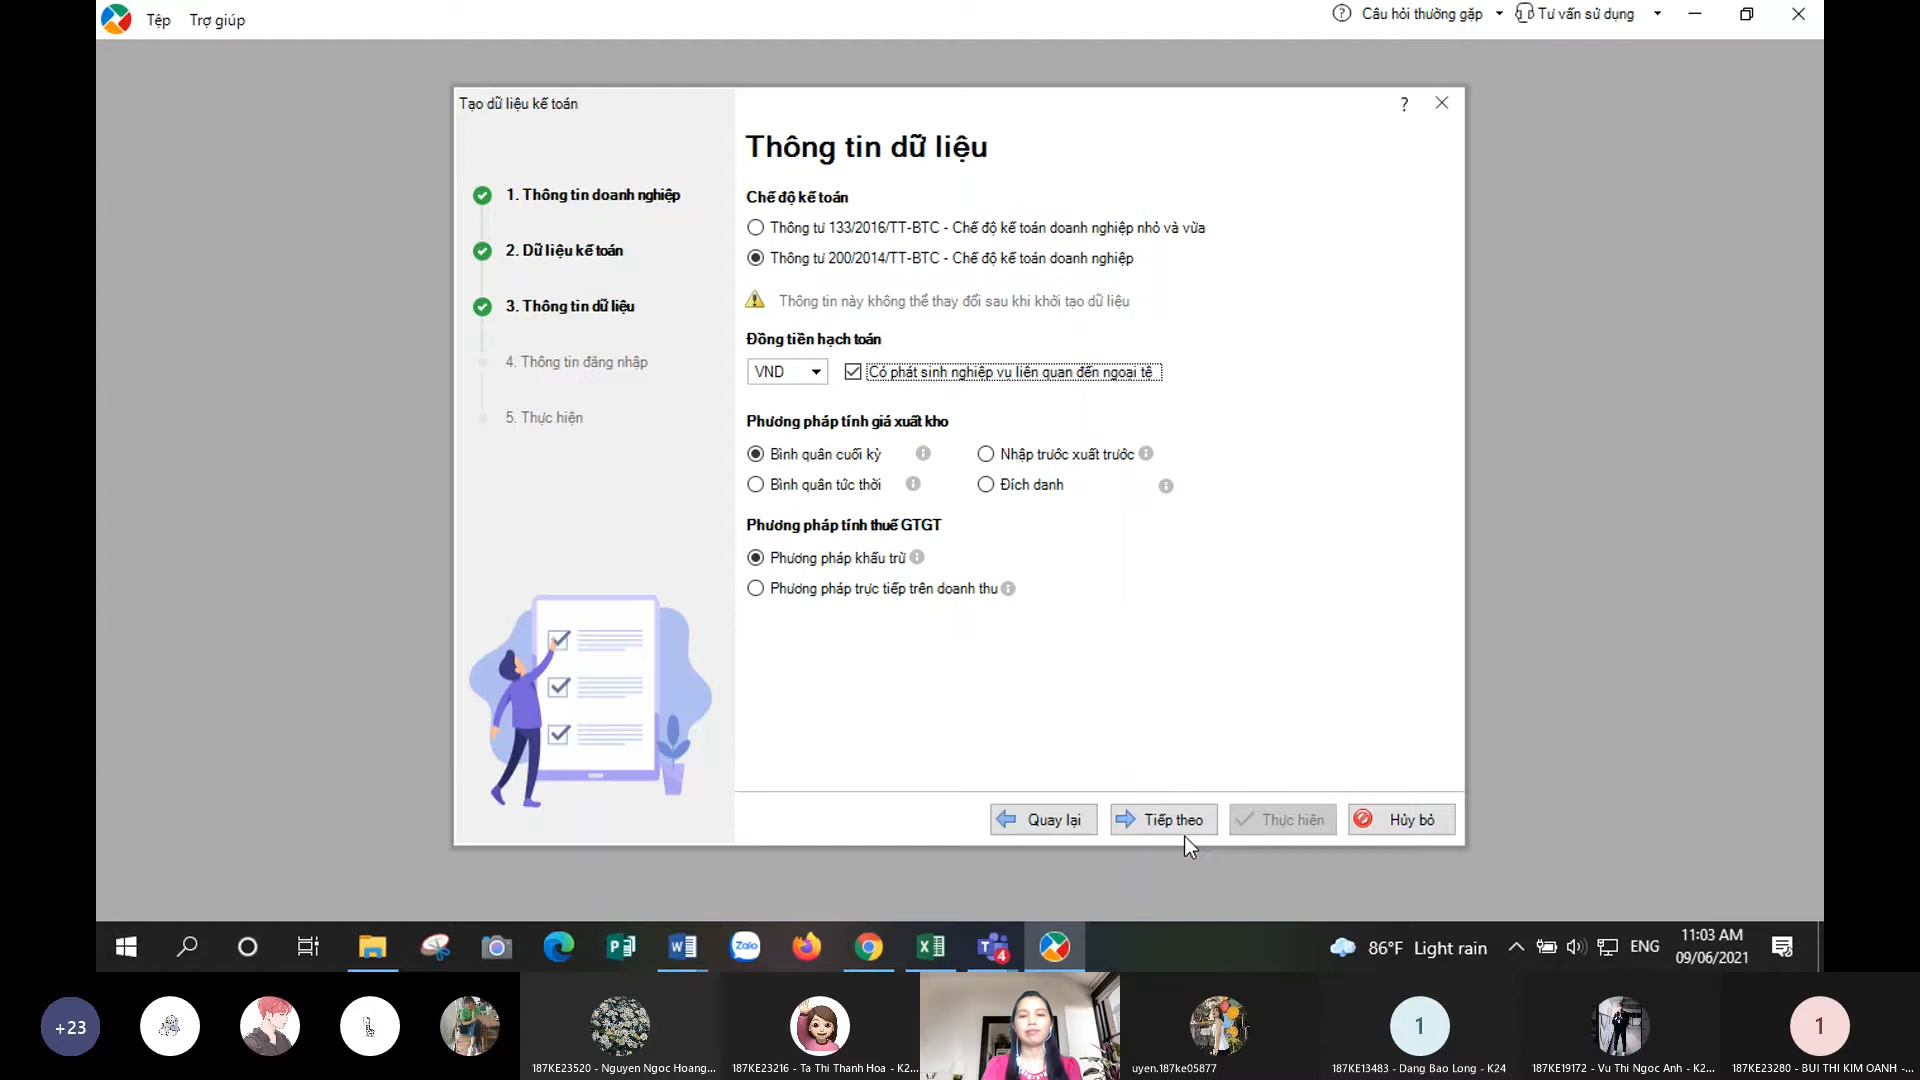 Tệp Trợ giúp
Câu hỏi thường gặp Tư vấn sử dụng
Tạo dữ liệu kế toán
?
Thông tin dữ liệu
1. Thông tin doanh nghiệp
2. Dữ liệu kế toán
3. Thông tin dữ liệu
4. Thông tin đăng nhập
5. Thực hiện
Chế độ kế toán
Thông tư 133/2016/TT-BTC - Chế độ kế toán doanh nghiệp nhỏ và vừa
Thông tư 200/2014/TT-BTC - Chế độ kế toán doanh nghiệp
Thông tin này không thể thay đổi sau khi khởi tạo dữ liệu
Đồng tiền hạch toán
VND Có phát sinh nghiệp vụ liên quan đến ngoại tệ
Phương pháp tính giá xuất kho
Bình quân cuối kỳ Nhập trước xuất trước
Bình quân tức thời Đích danh
Phương pháp tính thuế GTGT
Phương pháp khấu trừ
Phương pháp trực tiếp trên doanh thu
Quay lại Tiếp theo Thực hiện Hủy bỏ
Zalo
4
86°F Light rain ENG
11:03 AM
09/06/2021
+23
1
1
187KE23520 - Nguyen Ngoc Hoang... 187KE23216 - Ta Thi Thanh Hoa - K2... uyen.187ke05877 187KE13483 - Dang Bao Long - K24 187KE19172 - Vu Thi Ngoc Anh - K2... 187KE23280 - BUI THI KIM OANH -...